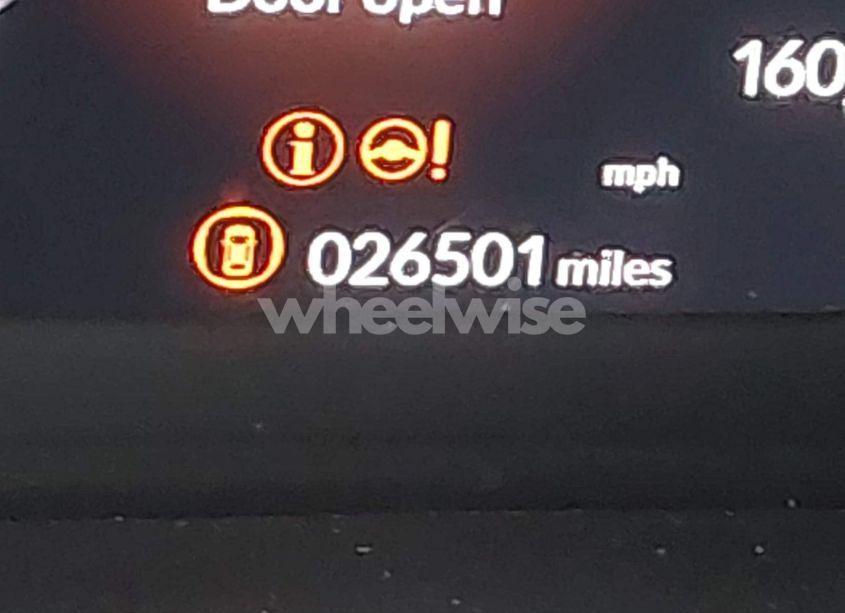 Door open
160
mph
026501 miles
wheelwise